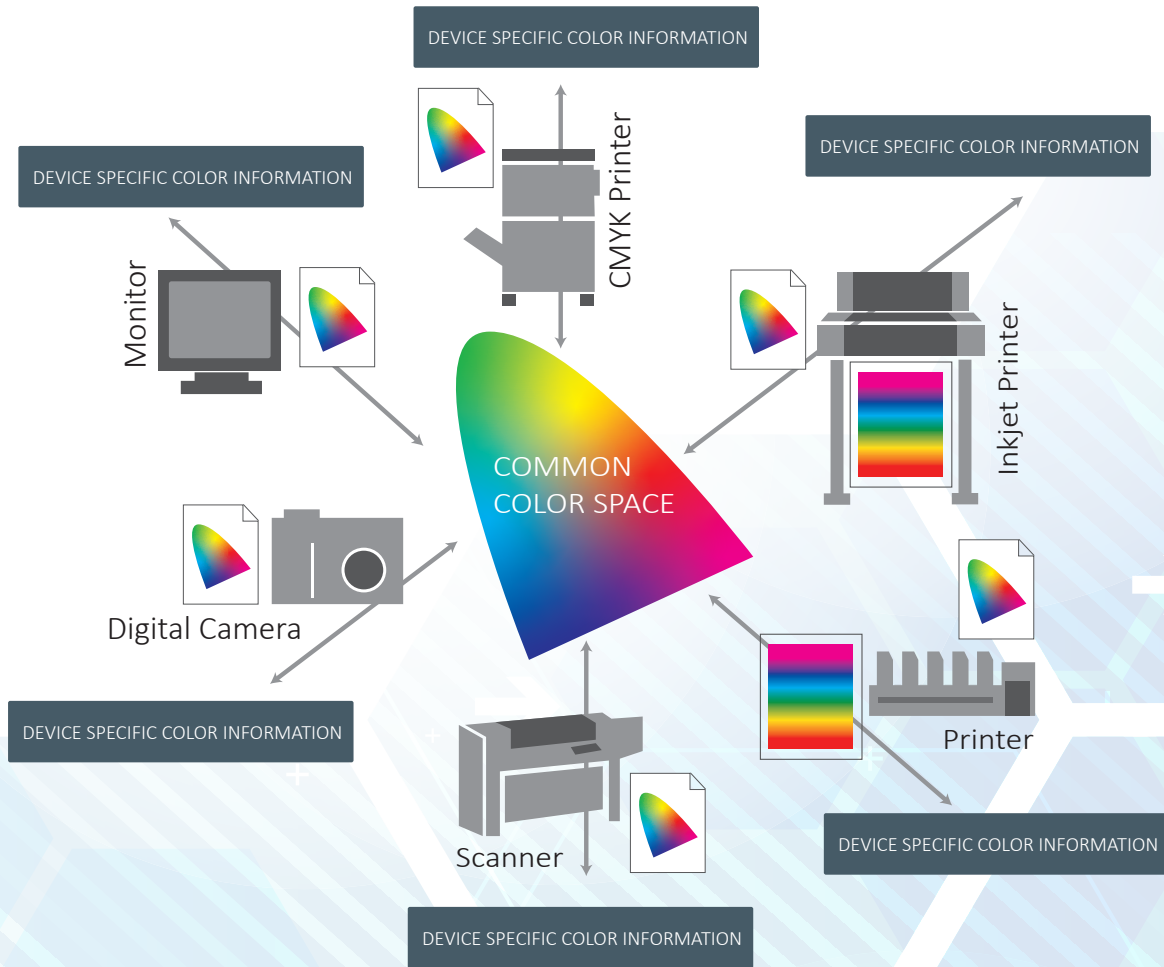 DEVICE SPECIFIC COLOR INFORMATION
CMYK Printer
DEVICE SPECIFIC COLOR INFORMATION
DEVICE SPECIFIC COLOR INFORMATION
Monitor
Inkjet Printer
COMMON
COLOR SPACE
Digital Camera
DEVICE SPECIFIC COLOR INFORMATION
Printer
Scanner
DEVICE SPECIFIC COLOR INFORMATION
DEVICE SPECIFIC COLOR INFORMATION